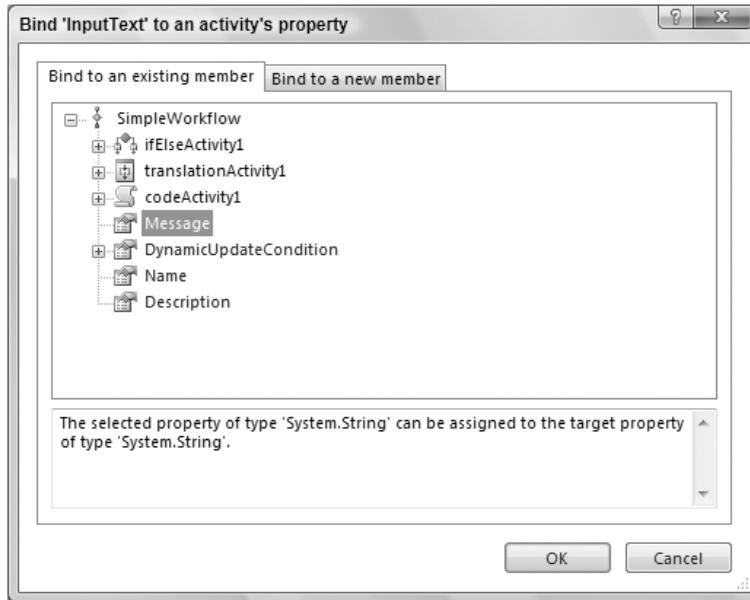 Bind 'InputText' to an activity's property
Bind to an existing member Bind to a new member
SimpleWorkflow
ifElseActivity1
translationActivity1
codeActivity1
Message
DynamicUpdateCondition
Name
Description
The selected property of type 'System.String' can be assigned to the target property
of type 'System.String'.
OK Cancel